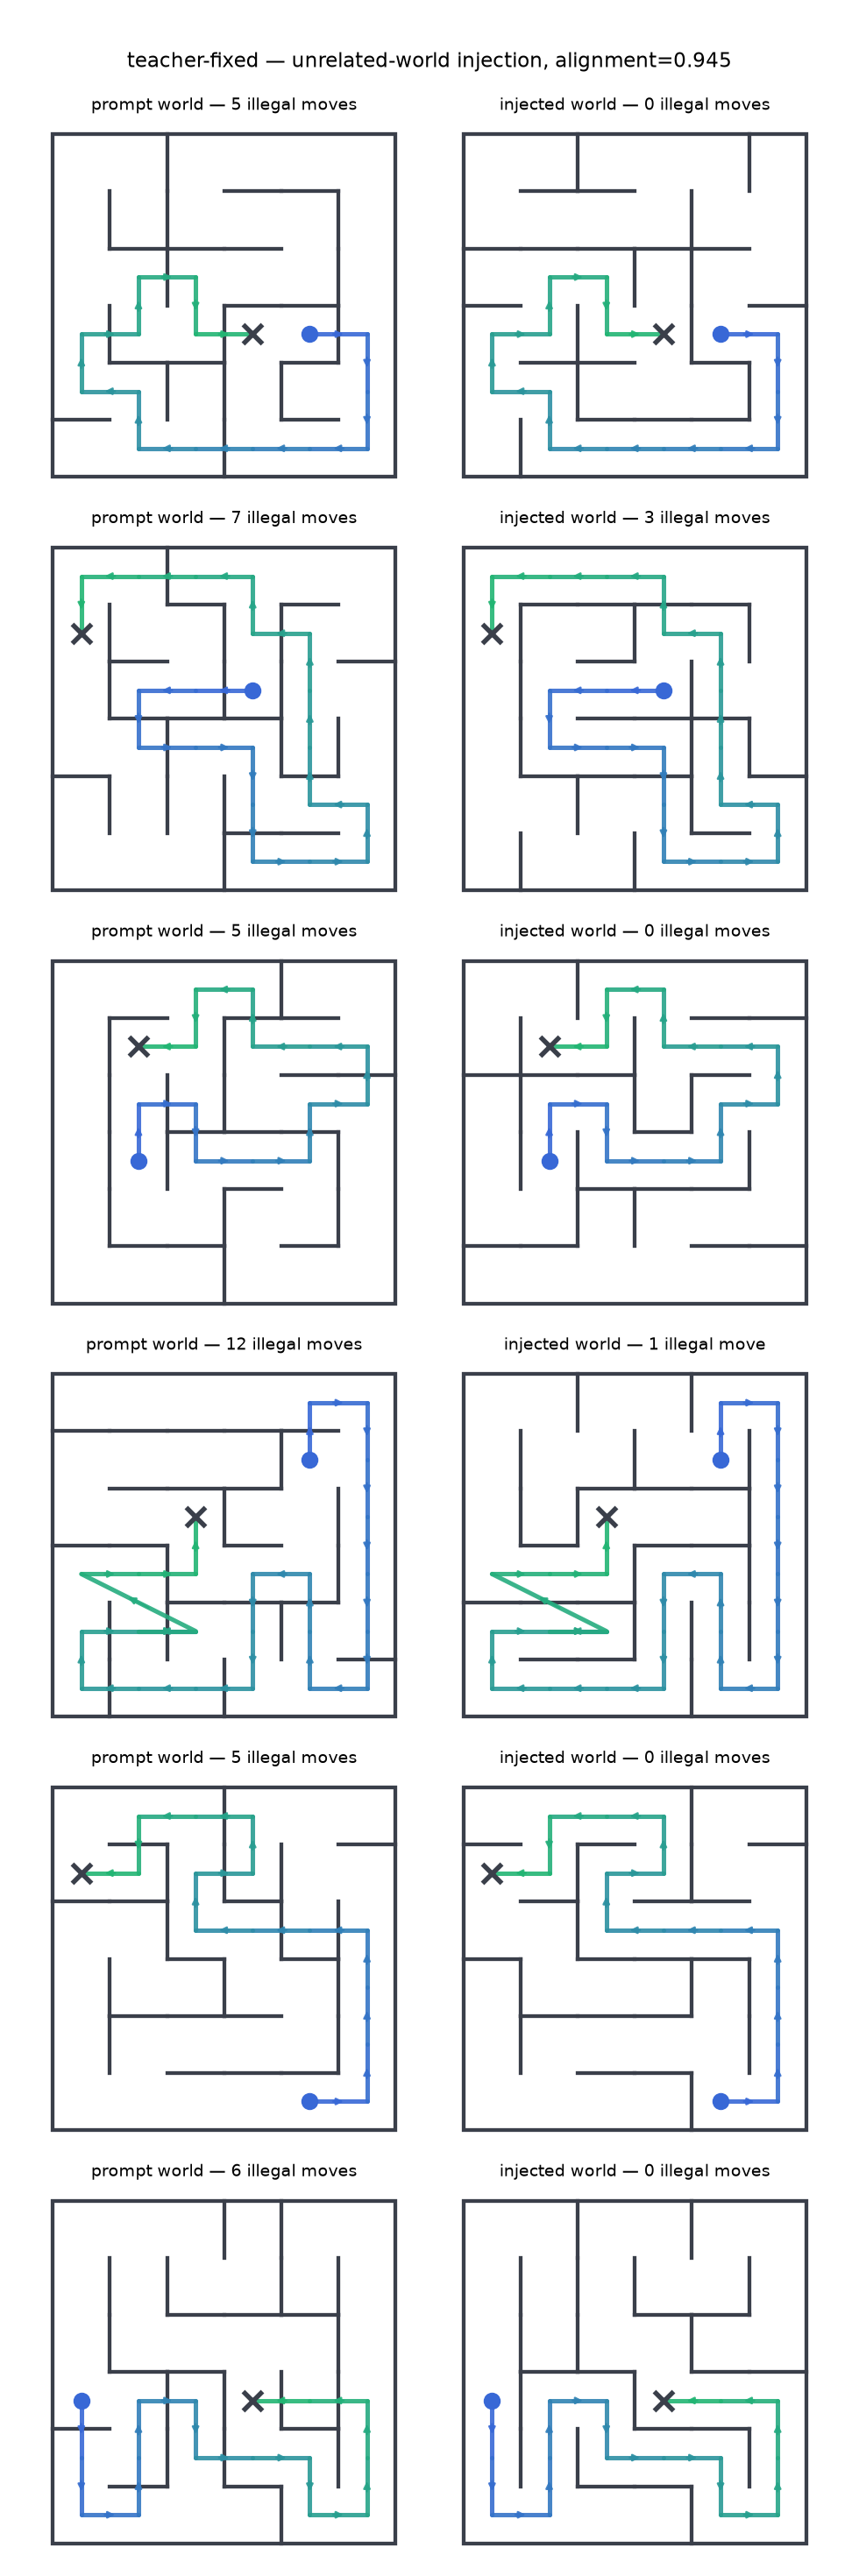 teacher-fixed — unrelated-world injection, alignment=0.945
prompt world — 5 illegal moves
injected world — 0 illegal moves
prompt world — 7 illegal moves
injected world — 3 illegal moves
prompt world — 5 illegal moves
injected world — 0 illegal moves
prompt world — 12 illegal moves
injected world — 1 illegal move
prompt world — 5 illegal moves
injected world — 0 illegal moves
prompt world — 6 illegal moves
injected world — 0 illegal moves